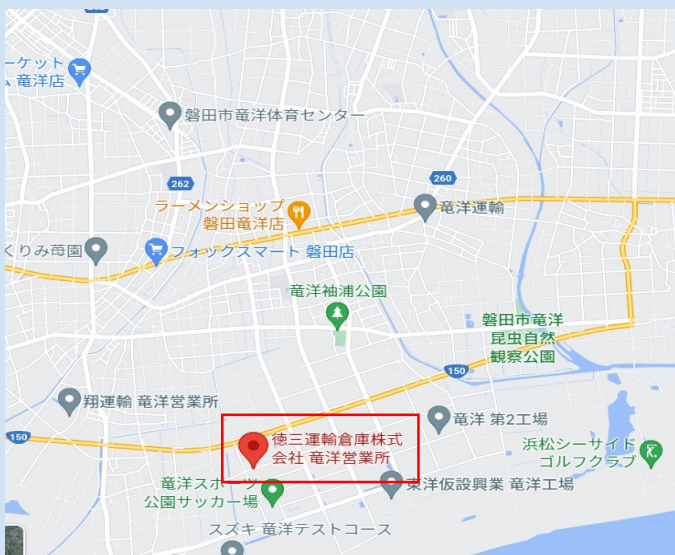 ーケット
ム 竜洋店
磐田市竜洋体育センター
262
260
ラーメンショップ
磐田竜洋店
竜洋運輸
くりみ苺園
フォックスマート 磐田店
竜洋袖浦公園
磐田市竜洋
昆虫自然
観察公園
150
翔運輸 竜洋営業所
竜洋 第2工場
150
徳三運輸倉庫株式
会社 竜洋営業所
浜松シーサイド
ゴルフクラブ
竜洋スポーツ
公園サッカー場
東洋仮設興業 竜洋工場
スズキ 竜洋テストコース